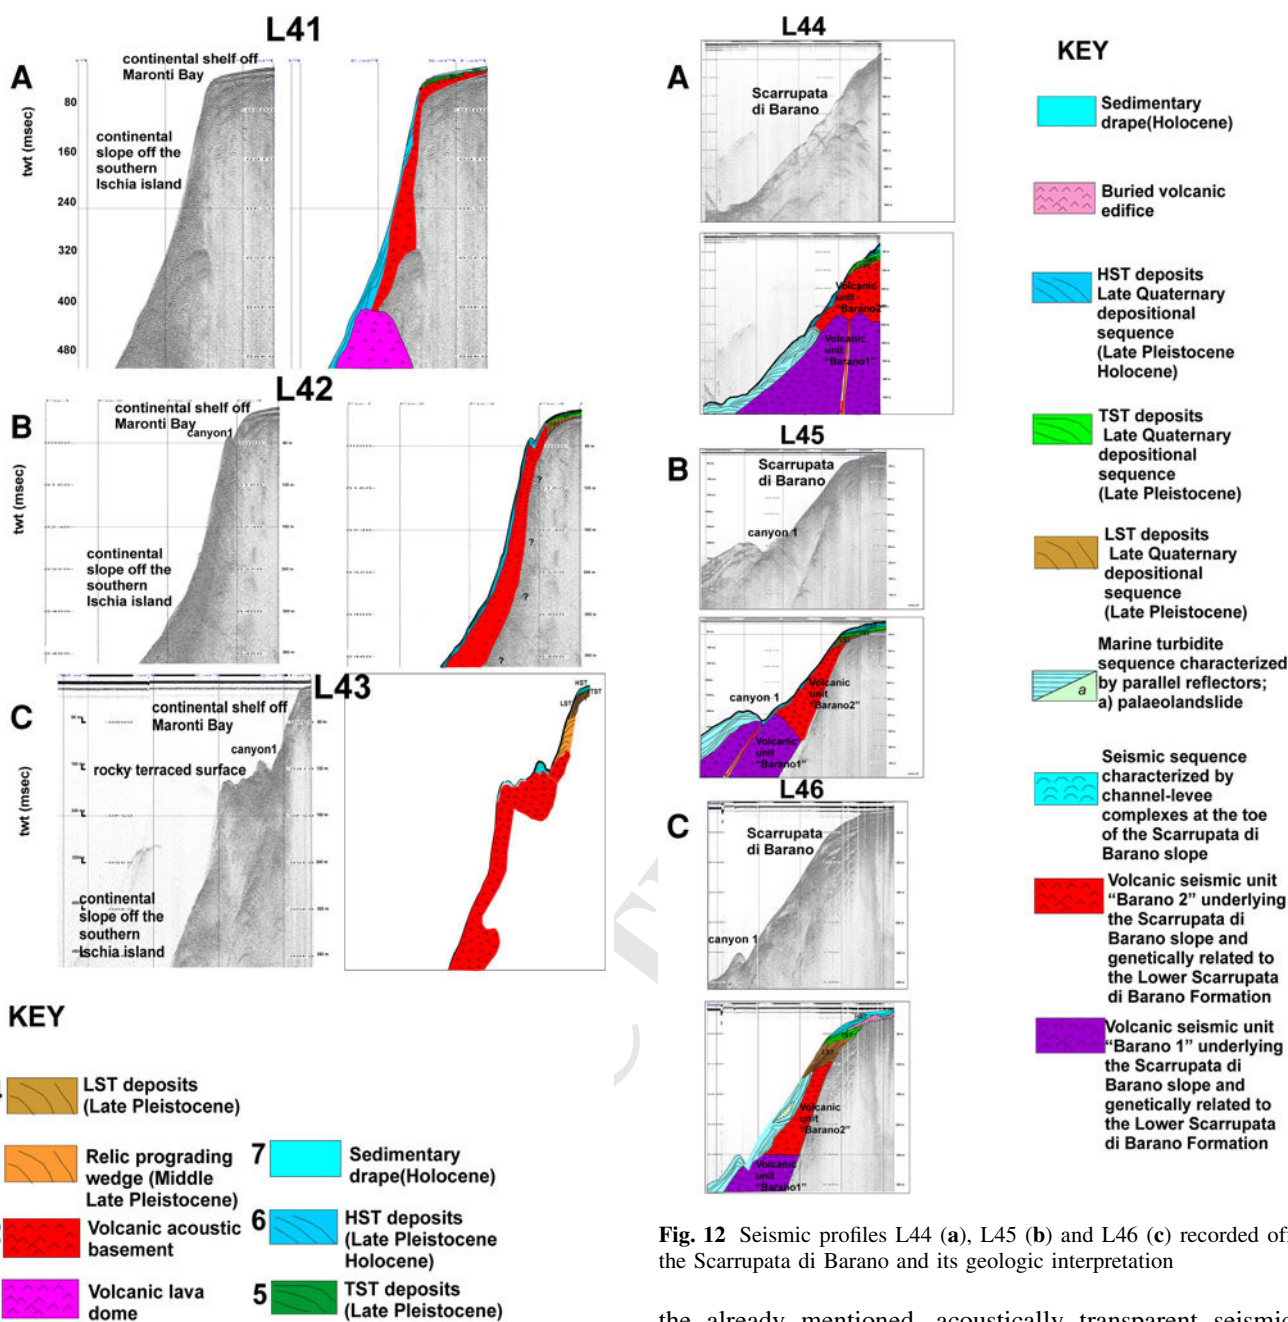 L41
A
continental shelf off
Maronti Bay
continental
slope off the
southern
Ischia island
twt (msec)
80
160
240
320
400
480
L42
B
continental shelf off
Maronti Bay
canyon1
continental
slope off the
southern
Ischia island
twt (msec)
?
?
?
?
L43
C
continental shelf off
Maronti Bay
canyon1
rocky terraced surface
continental
slope off the
southern
Ischia island
twt (msec)
HST
TST
LST
KEY
LST deposits
(Late Pleistocene)
Relic prograding
wedge (Middle
Late Pleistocene)
Volcanic acoustic
basement
Volcanic lava
dome
7
Sedimentary
drape(Holocene)
6
HST deposits
(Late Pleistocene
Holocene)
5
TST deposits
(Late Pleistocene)
L44
A
Scarrupata
di Barano
Volcanic
unit
"Barano2"
Volcanic
unit
"Barano1"
L45
B
Scarrupata
di Barano
canyon 1
canyon 1
Volcanic
unit
"Barano2"
Volcanic
unit
"Barano1"
L46
C
Scarrupata
di Barano
canyon 1
HST
TST
LST
Volcanic
unit
"Barano2"
Volcanic
unit
"Barano1"
KEY
Sedimentary
drape(Holocene)
Buried volcanic
edifice
HST deposits
Late Quaternary
depositional
sequence
(Late Pleistocene
Holocene)
TST deposits
Late Quaternary
depositional
sequence
(Late Pleistocene)
LST deposits
Late Quaternary
depositional
sequence
(Late Pleistocene)
a
Marine turbidite
sequence characterized
by parallel reflectors;
a) palaeolandslide
Seismic sequence
characterized by
channel-levee
complexes at the toe
of the Scarrupata di
Barano slope
Volcanic seismic unit
“Barano 2” underlying
the Scarrupata di
Barano slope and
genetically related to
the Lower Scarrupata
di Barano Formation
Volcanic seismic unit
“Barano 1” underlying
the Scarrupata di
Barano slope and
genetically related to
the Lower Scarrupata
di Barano Formation
Fig. 12 Seismic profiles L44 (a), L45 (b) and L46 (c) recorded off
the Scarrupata di Barano and its geologic interpretation
the already mentioned, acoustically transparent seismic